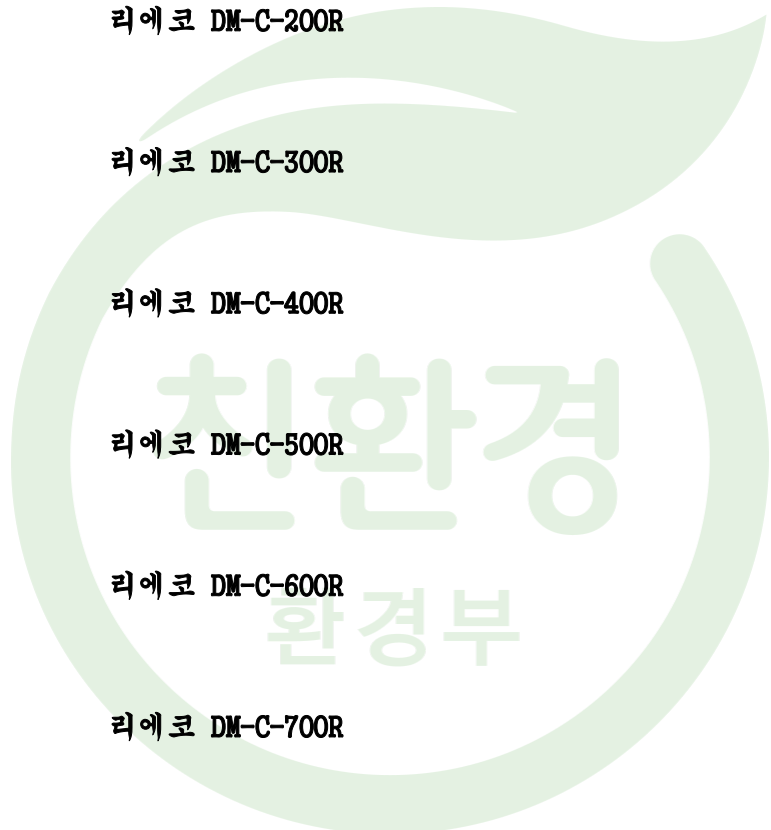 리에코 DM-C-200R
리에코 DM-C-300R
리에코 DM-C-400R
친환경
리에코 DM-C-500R
리에코 DM-C-600R
환경부
리에코 DM-C-700R